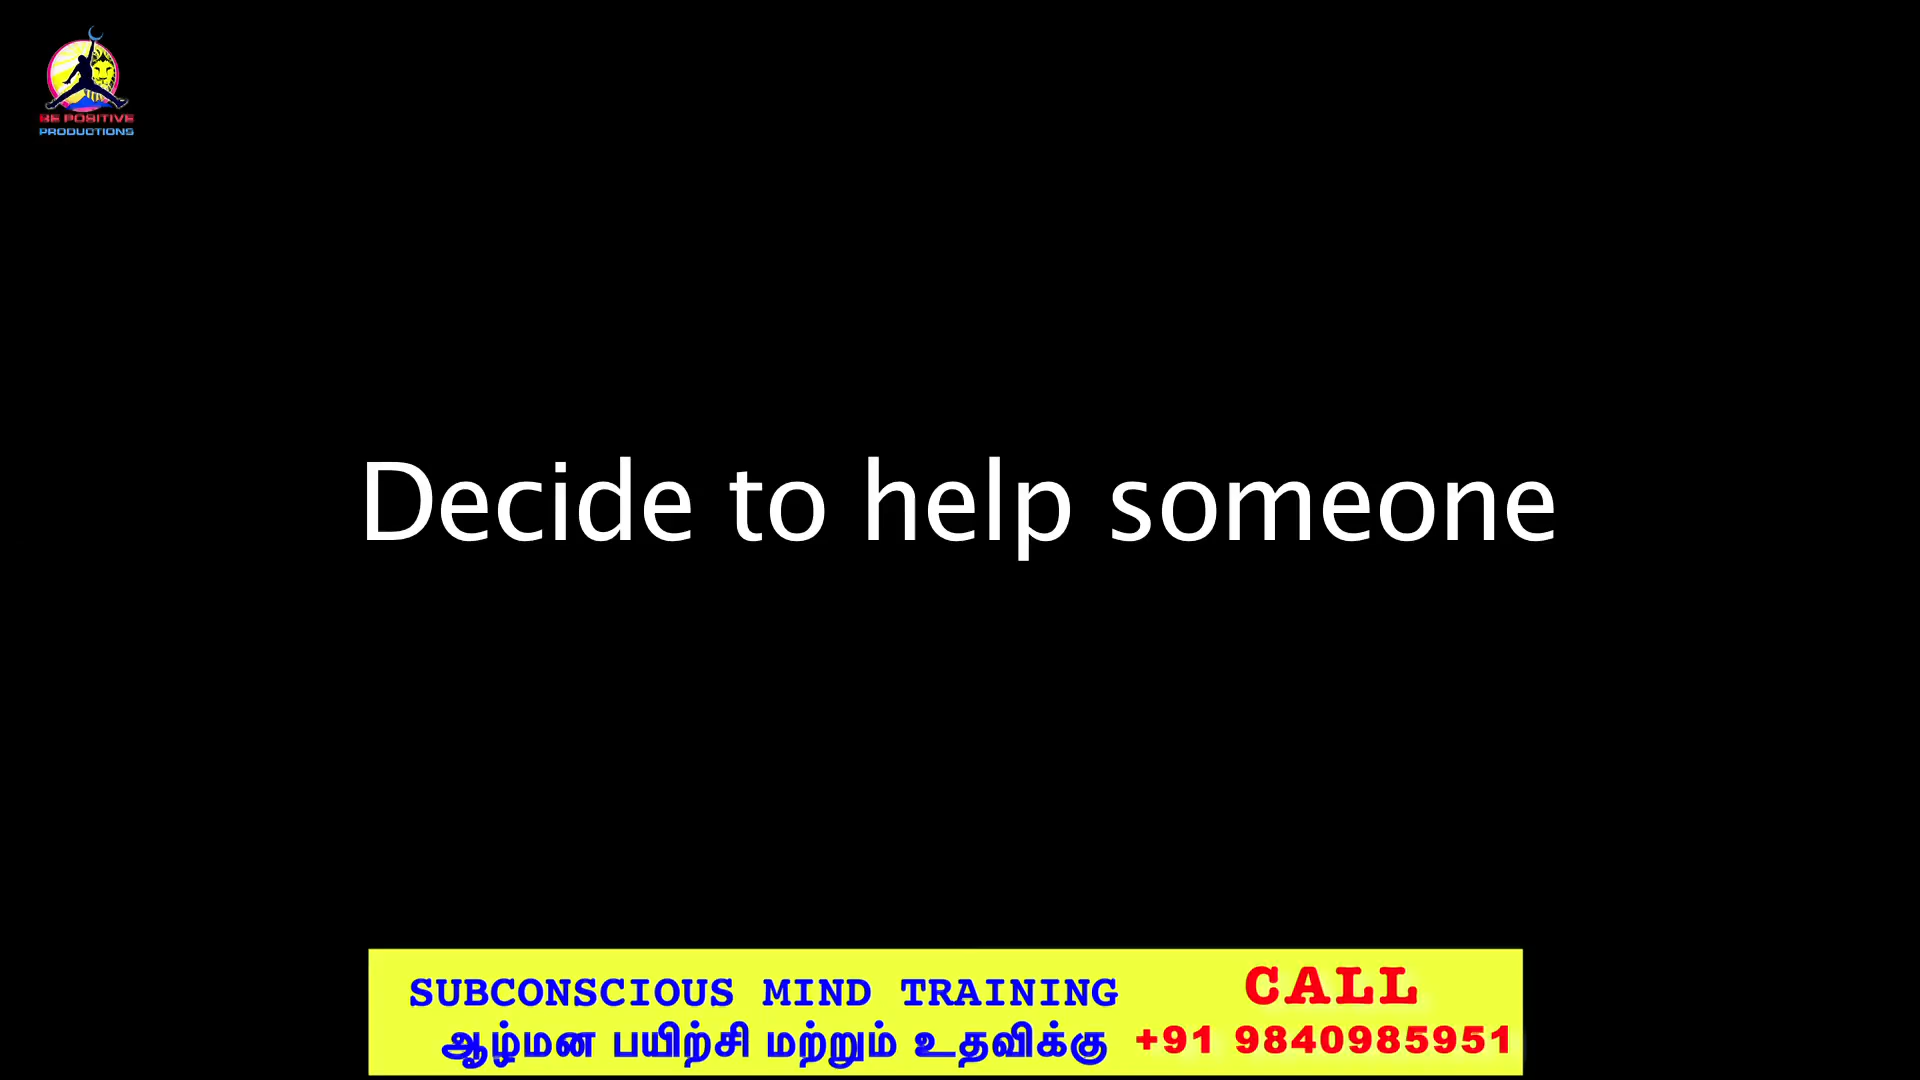 BE POSITIVE
PRODUCTIONS
Decide to help someone
SUBCONSCIOUS MIND TRAINING
ஆழ்மன பயிற்சி மற்றும் உதவிக்கு
CALL
+91 9840985951